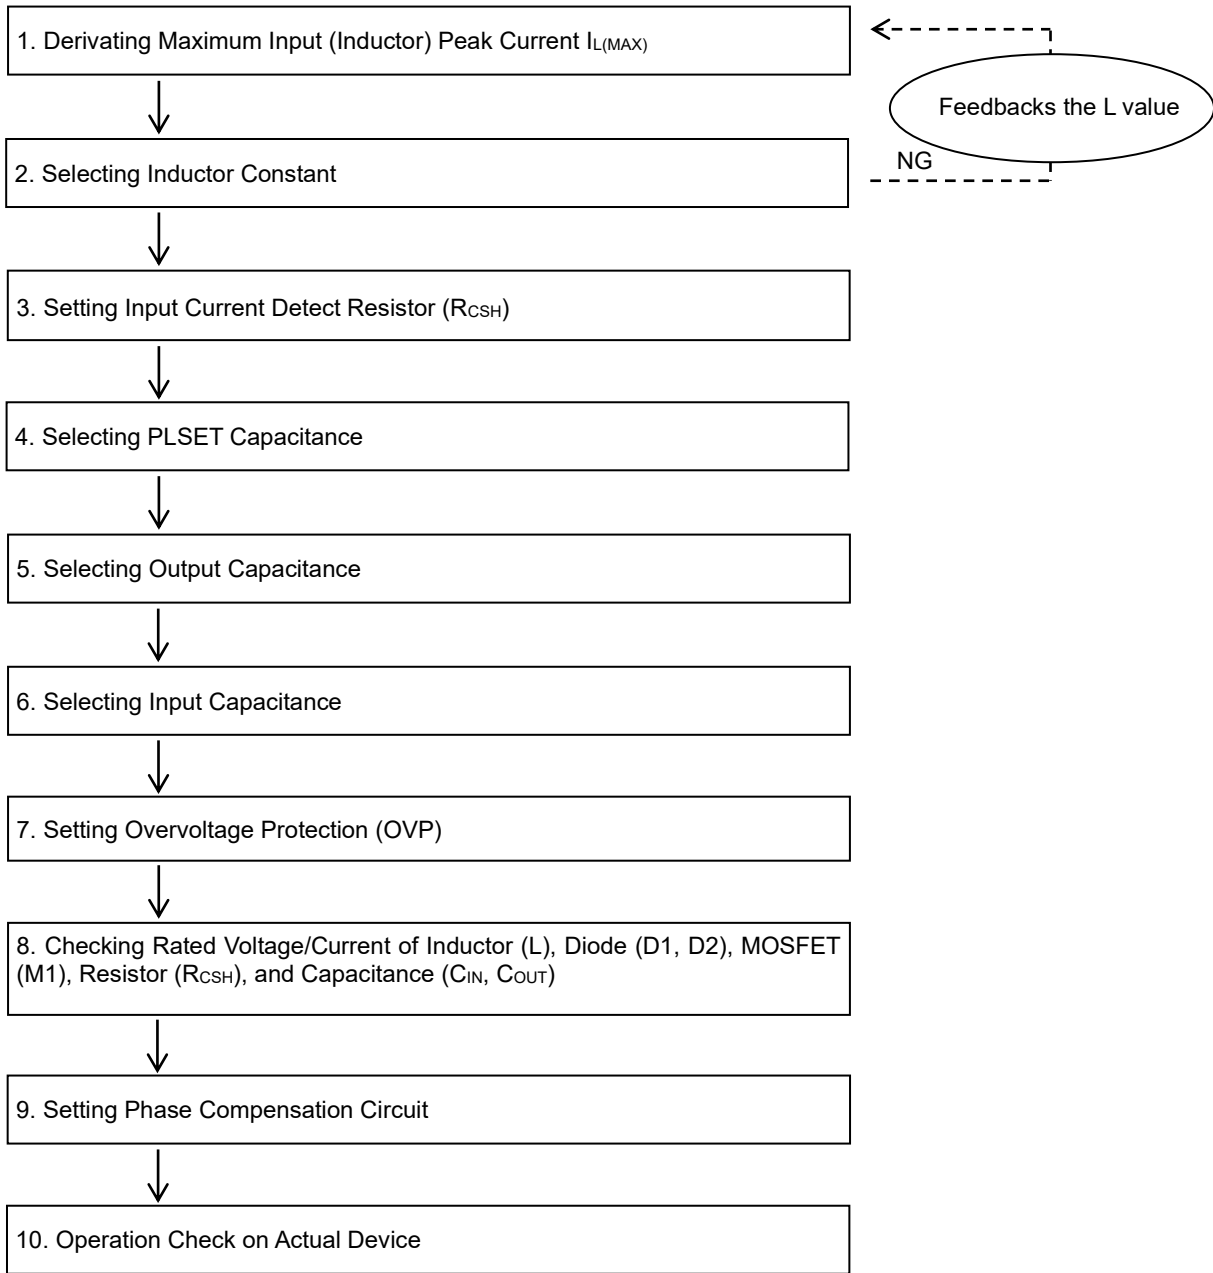 1. Derivating Maximum Input (Inductor) Peak Current IL(MAX)
Feedbacks the L value
NG
2. Selecting Inductor Constant
3. Setting Input Current Detect Resistor (RCSH)
4. Selecting PLSET Capacitance
5. Selecting Output Capacitance
6. Selecting Input Capacitance
7. Setting Overvoltage Protection (OVP)
8. Checking Rated Voltage/Current of Inductor (L), Diode (D1, D2), MOSFET
(M1), Resistor (RCSH), and Capacitance (CIN, COUT)
9. Setting Phase Compensation Circuit
10. Operation Check on Actual Device